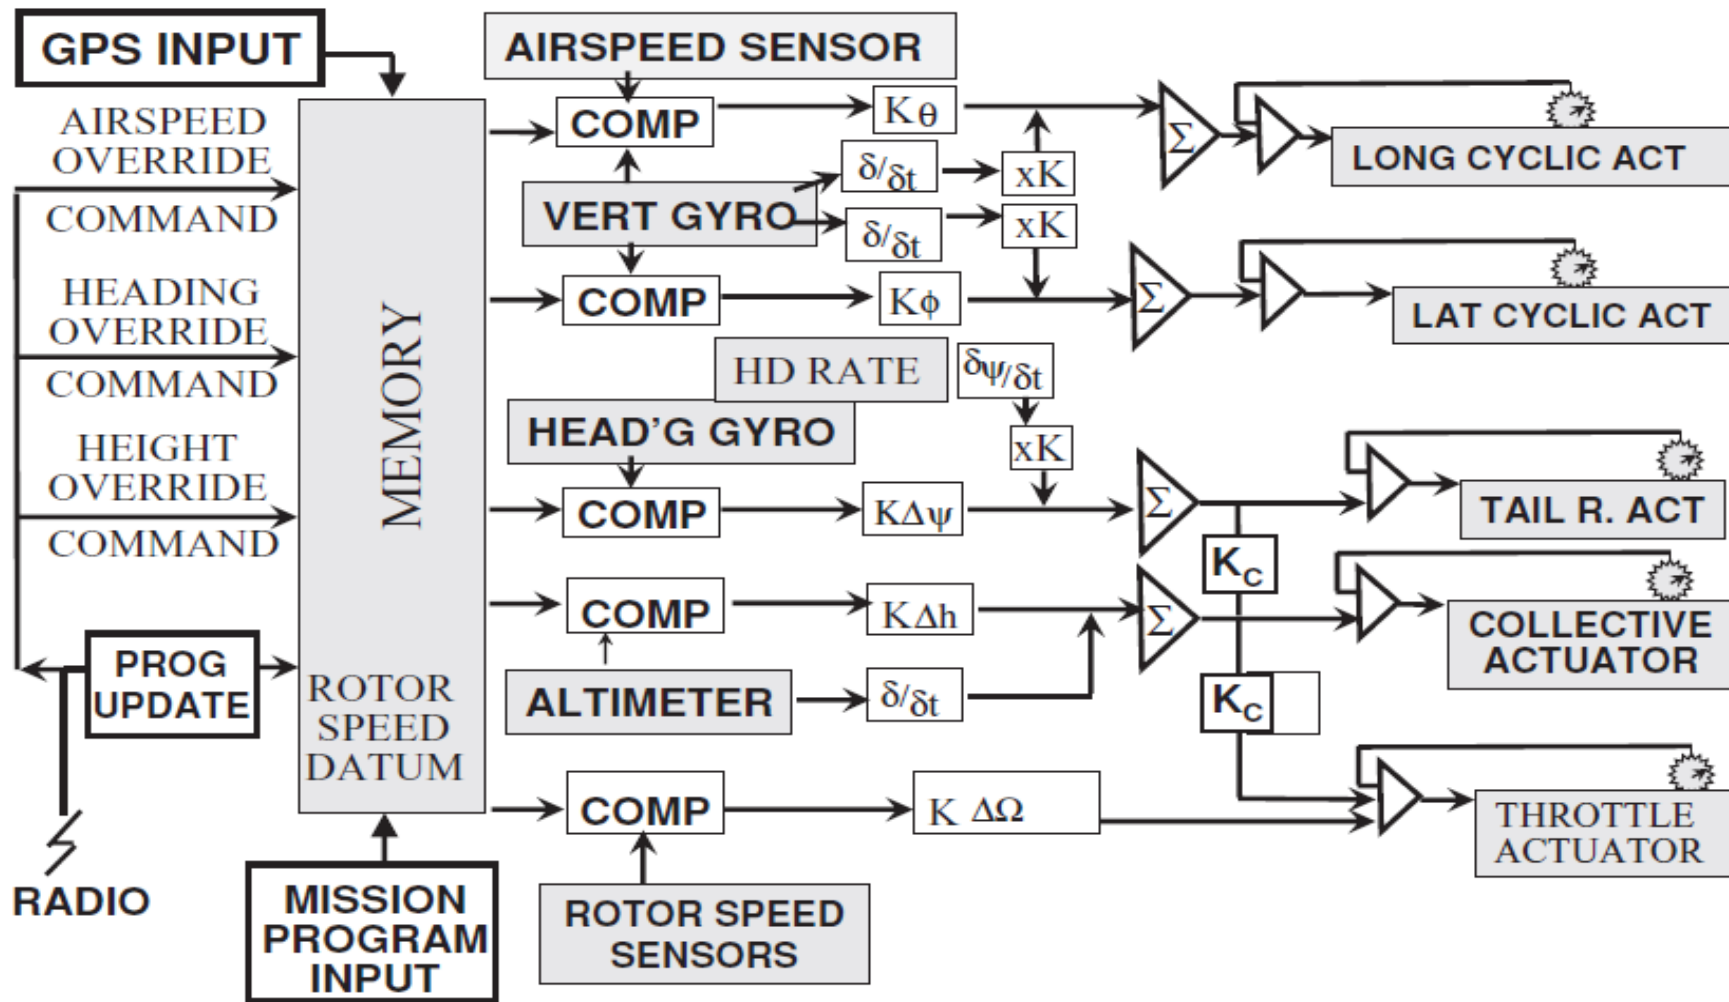 GPS INPUT
AIRSPEED
OVERRIDE
COMMAND
HEADING
OVERRIDE
COMMAND
HEIGHT
OVERRIDE
COMMAND
PROG
UPDATE
RADIO
MEMORY
ROTOR
SPEED
DATUM
MISSION
PROGRAM
INPUT
AIRSPEED SENSOR
COMP
Kθ
δ/δt
xK
VERT GYRO
δ/δt
xK
COMP
Kϕ
HD RATE
δψ/δt
HEAD'G GYRO
xK
COMP
KΔψ
COMP
KΔh
ALTIMETER
δ/δt
COMP
K ΔΩ
ROTOR SPEED
SENSORS
Σ
LONG CYCLIC ACT
Σ
LAT CYCLIC ACT
Σ
TAIL R. ACT
KC
Σ
COLLECTIVE
ACTUATOR
KC
THROTTLE
ACTUATOR